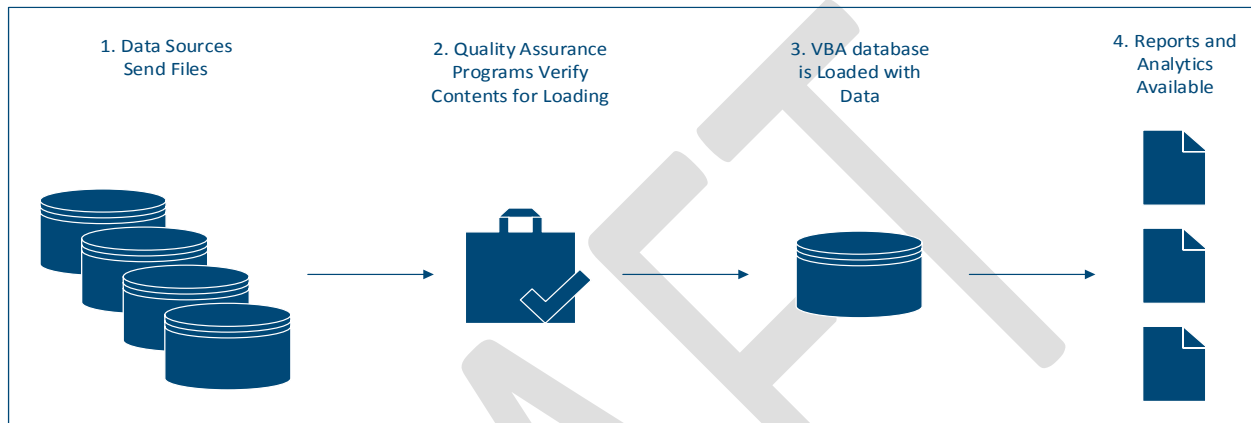 1. Data Sources
Send Files
2. Quality Assurance
Programs Verify
Contents for Loading
3. VBA database
is Loaded with
Data
4. Reports and
Analytics
Available